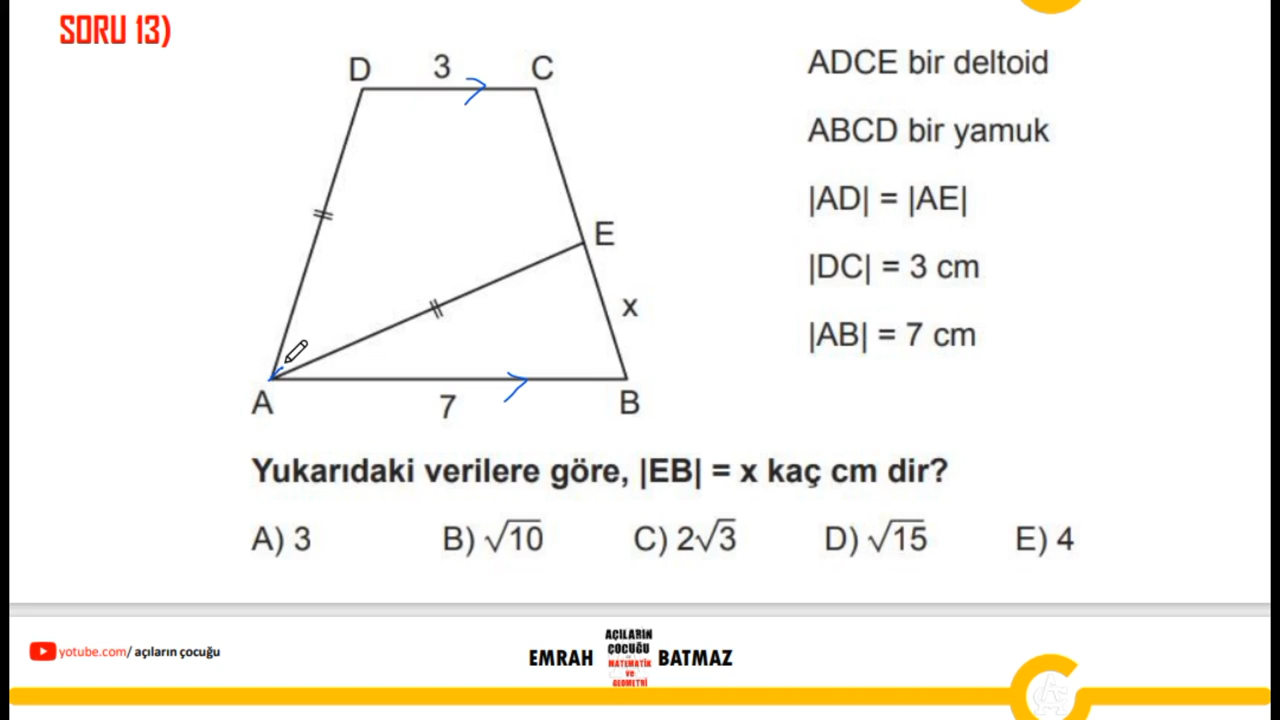 SORU 13)
D 3 C
ADCE bir deltoid
ABCD bir yamuk
|AD| = |AE|
E
|DC| = 3 cm
x
|AB| = 7 cm
A 7 B
Yukarıdaki verilere göre, |EB| = x kaç cm dir?
A) 3 B) √10 C) 2√3 D) √15 E) 4
yotube.com/ açıların çocuğu
EMRAH
AÇILARIN
ÇOCUĞU
MATEMATİK
ve
GEOMETRİ
BATMAZ